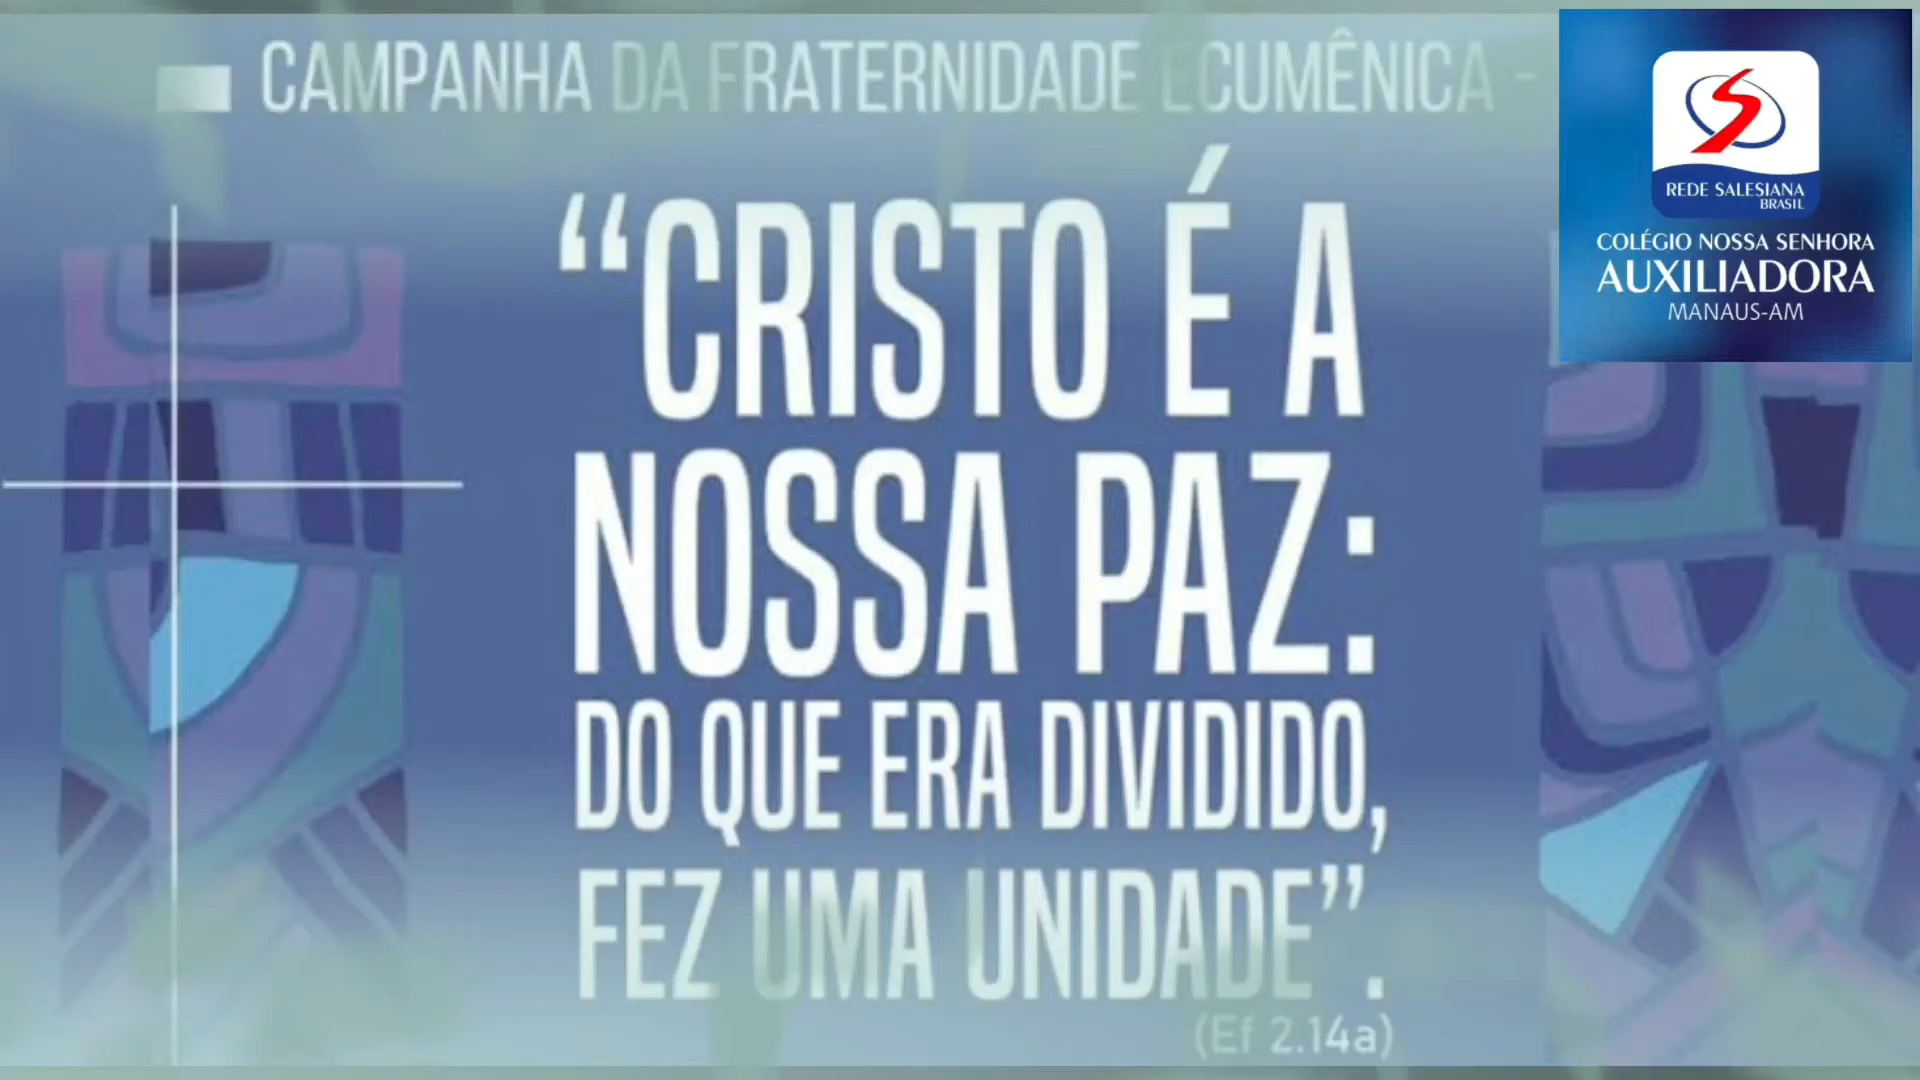 CAMPANHA DA FRATERNIDADE ECUMÊNICA -
“CRISTO É A
NOSSA PAZ:
DO QUE ERA DIVIDIDO,
FEZ UMA UNIDADE”.
(Ef 2.14a)
REDE SALESIANA
BRASIL
COLÉGIO NOSSA SENHORA
AUXILIADORA
MANAUS-AM